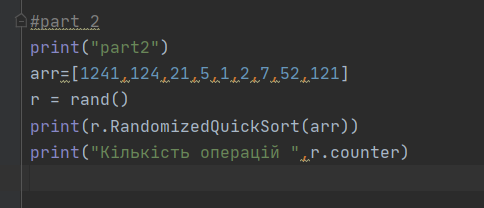 #part 2
print("part2")
arr=[1241,124,21,5,1,2,7,52,121]
r = rand()
print(r.RandomizedQuickSort(arr))
print("Кількість операцій ",r.counter)